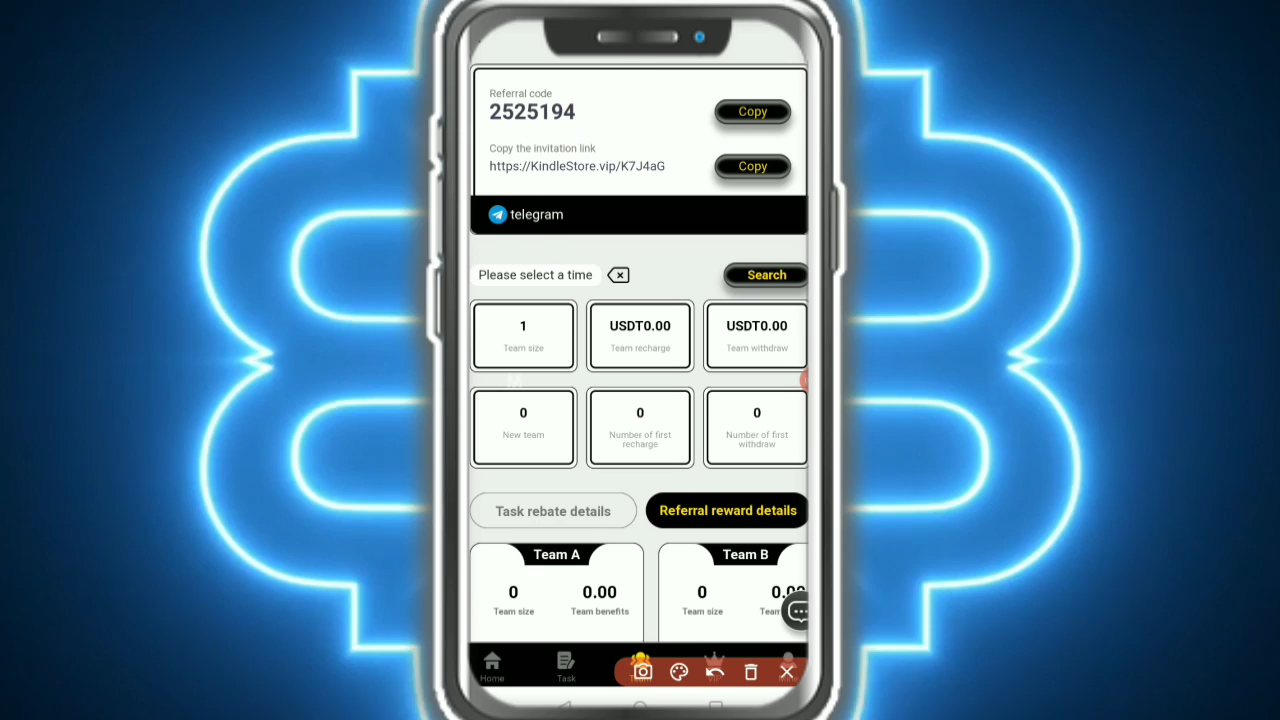 Referral code
2525194
Copy
Copy the invitation link
https://KindleStore.vip/K7J4aG
Copy
telegram
Please select a time
Search
1
Team size
USDT0.00
Team recharge
USDT0.00
Team withdraw
0
New team
0
Number of first
recharge
0
Number of first
withdraw
Task rebate details
Referral reward details
Team A
Team B
0
0.00
0
Team size
Team benefits
Team size
Home
Task